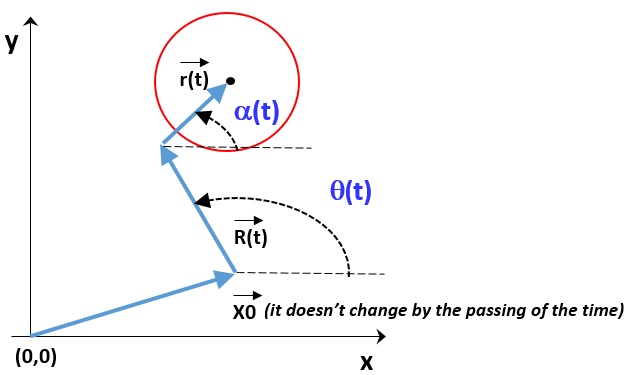 y
r(t)
α(t)
θ(t)
R(t)
X0 (it doesn't change by the passing of the time)
(0,0)
x